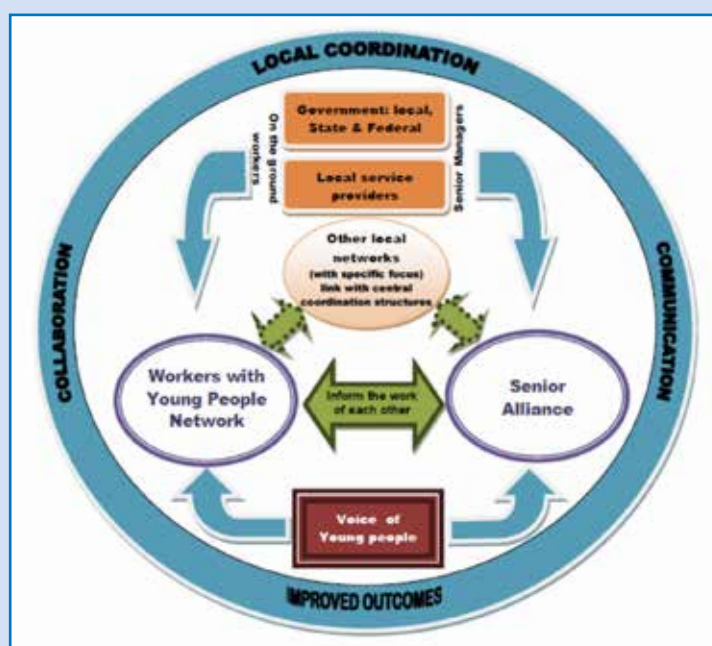 LOCAL COORDINATION
Government: local,
State & Federal
On the ground
workers
Senior Managers
Local service
providers
Other local
networks
(with specific focus)
link with central
coordination structures
COLLABORATION
COMMUNICATION
Workers with
Young People
Network
Inform the work
of each other
Senior
Alliance
Voice of
Young people
IMPROVED OUTCOMES